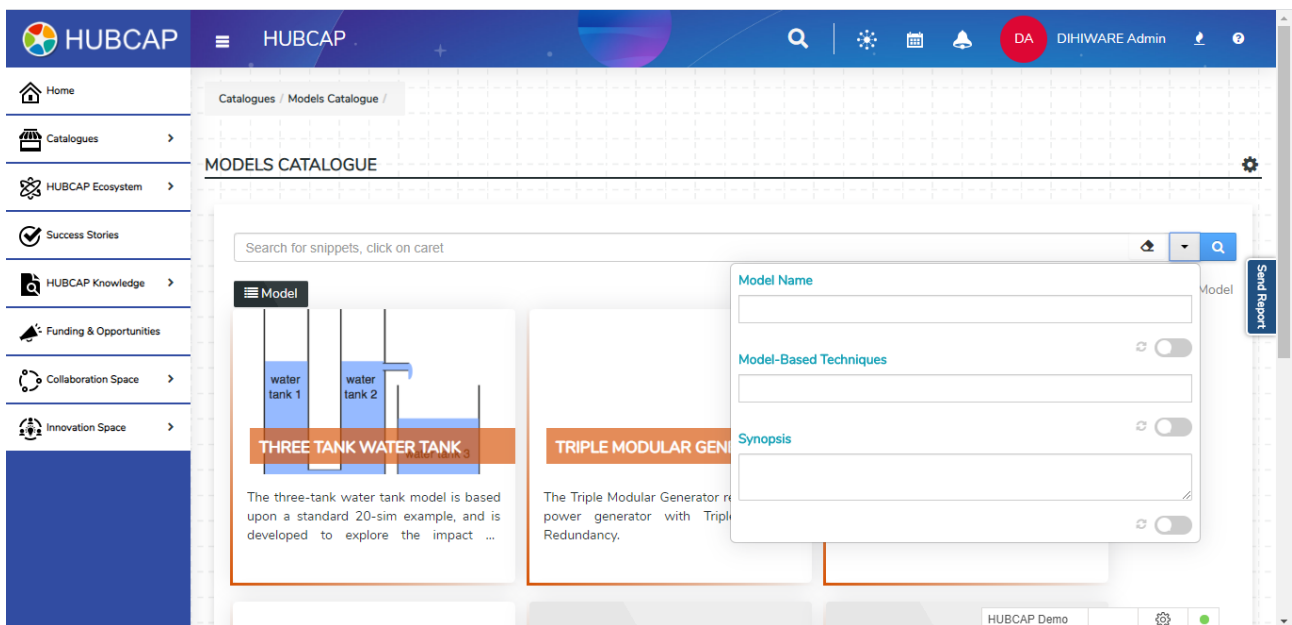 HUBCAP
HUBCAP
DA
DIHIWARE Admin
Home
Catalogues
HUBCAP Ecosystem
Success Stories
HUBCAP Knowledge
Funding & Opportunities
Collaboration Space
Innovation Space
Catalogues / Models Catalogue /
MODELS CATALOGUE
Search for snippets, click on caret
Model
Model
Send Report
Model Name
Model-Based Techniques
Synopsis
water
tank 1
water
tank 2
water tank 3
THREE TANK WATER TANK
The three-tank water tank model is based
upon a standard 20-sim example, and is
developed to explore the impact ...
TRIPLE MODULAR GEN
The Triple Modular Generator
power generator with Triple
Redundancy.
HUBCAP Demo